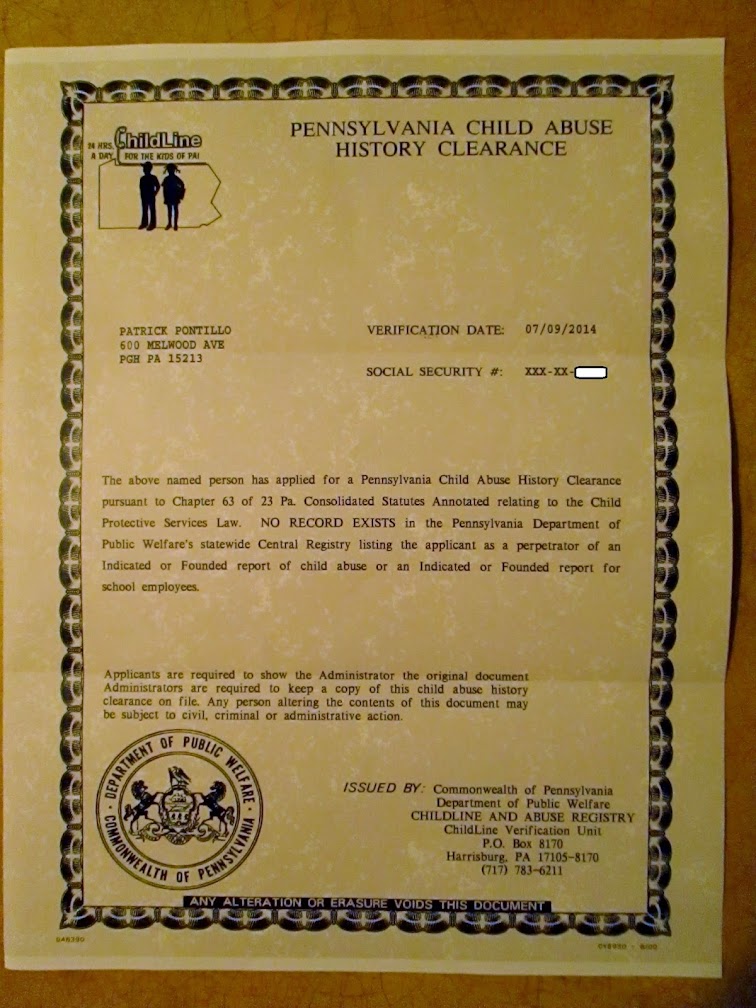 24 HRS. A DAY ChildLine
FOR THE KIDS OF PA!
PENNSYLVANIA CHILD ABUSE
HISTORY CLEARANCE
PATRICK PONTILLO
600 MELWOOD AVE
PGH PA 15213
VERIFICATION DATE: 07/09/2014
SOCIAL SECURITY #: XXX-XX-
The above named person has applied for a Pennsylvania Child Abuse History Clearance
pursuant to Chapter 63 of 23 Pa. Consolidated Statutes Annotated relating to the Child
Protective Services Law. NO RECORD EXISTS in the Pennsylvania Department of
Public Welfare's statewide Central Registry listing the applicant as a perpetrator of an
Indicated or Founded report of child abuse or an Indicated or Founded report for
school employees.
Applicants are required to show the Administrator the original document
Administrators are required to keep a copy of this child abuse history
clearance on file. Any person altering the contents of this document may
be subject to civil, criminal or administrative action.
DEPARTMENT OF PUBLIC WELFARE
COMMONWEALTH OF PENNSYLVANIA
ISSUED BY: Commonwealth of Pennsylvania
Department of Public Welfare
CHILDLINE AND ABUSE REGISTRY
ChildLine Verification Unit
P.O. Box 8170
Harrisburg, PA 17105-8170
(717) 783-6211
ANY ALTERATION OR ERASURE VOIDS THIS DOCUMENT